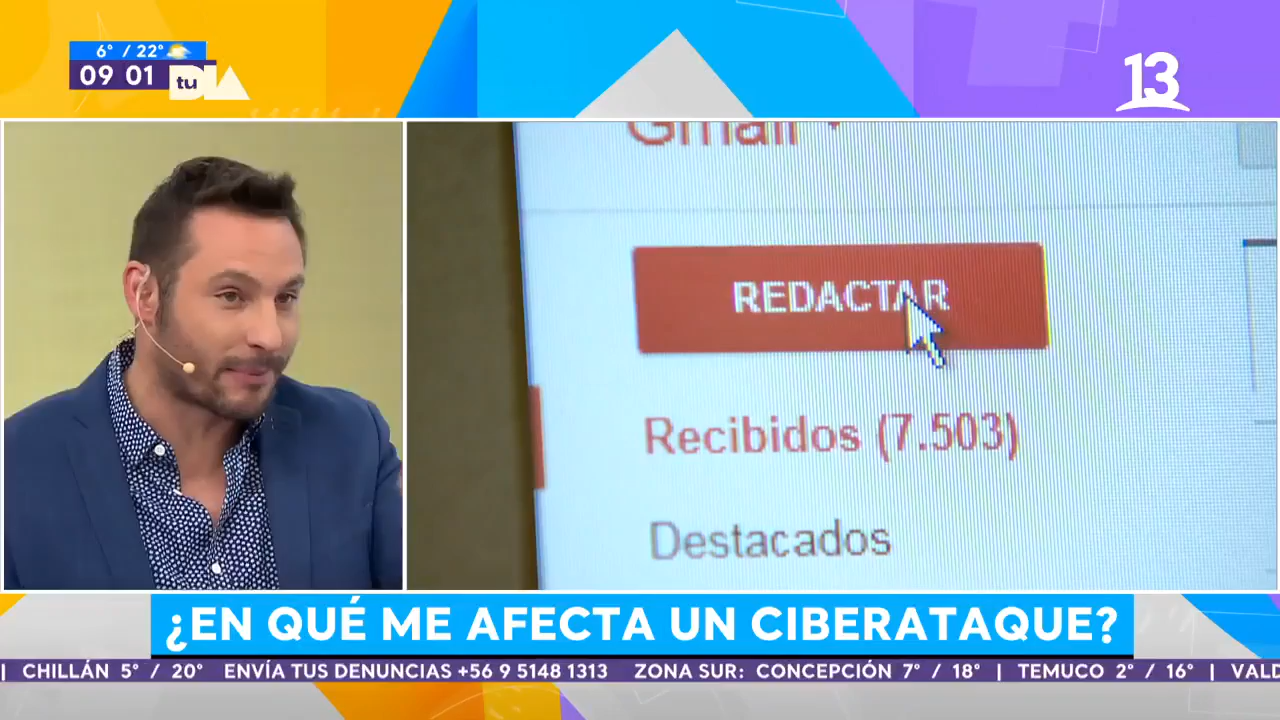 6° / 22°
09 01
tu DIA
13
Gmail
REDACTAR
Recibidos (7.503)
Destacados
¿EN QUÉ ME AFECTA UN CIBERATAQUE?
| CHILLÁN 5° / 20° ENVÍA TUS DENUNCIAS +56 9 5148 1313 ZONA SUR: CONCEPCIÓN 7° / 18° | TEMUCO 2° / 16° | VALD